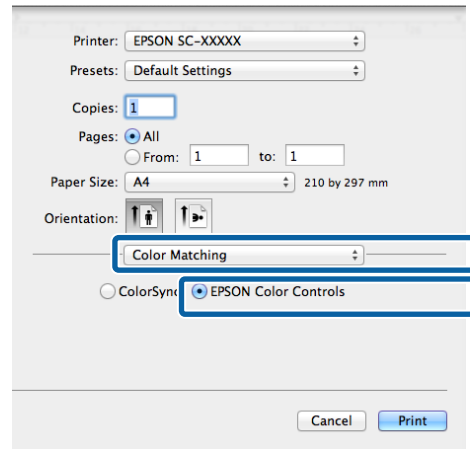 Printer: EPSON SC-XXXXX
Presets: Default Settings
Copies: 1
Pages: All
From: 1 to: 1
Paper Size: A4 210 by 297 mm
Orientation:
Color Matching
ColorSync EPSON Color Controls
Cancel Print